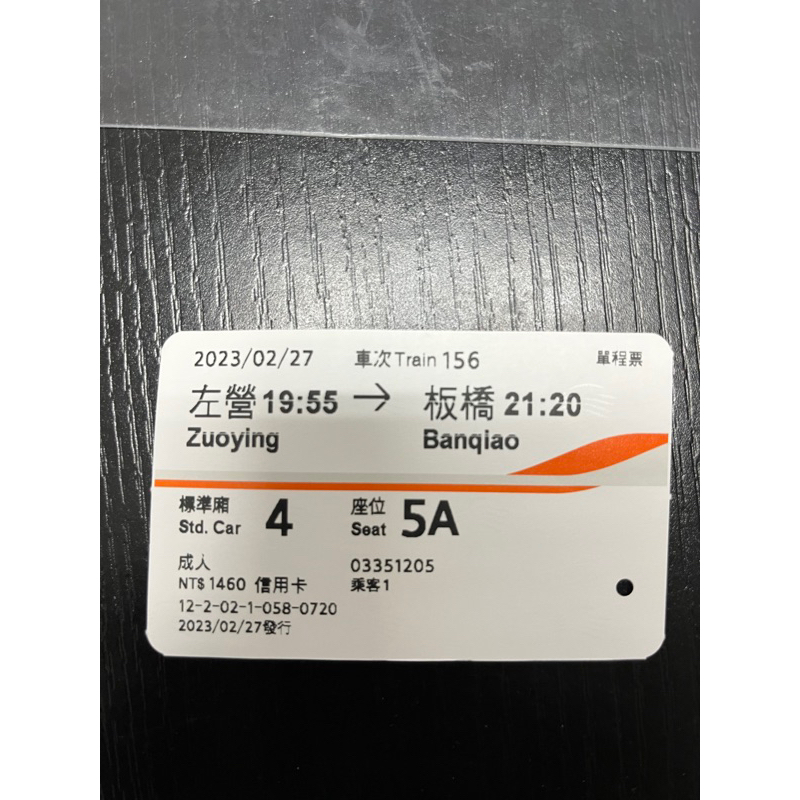 2023/02/27 車次Train 156 單程票
左營19:55 → 板橋 21:20
Zuoying Banqiao
標準廂 座位
Std. Car 4 Seat 5A
成人 03351205
NT$ 1460 信用卡 乘客1
12-2-02-1-058-0720
2023/02/27發行